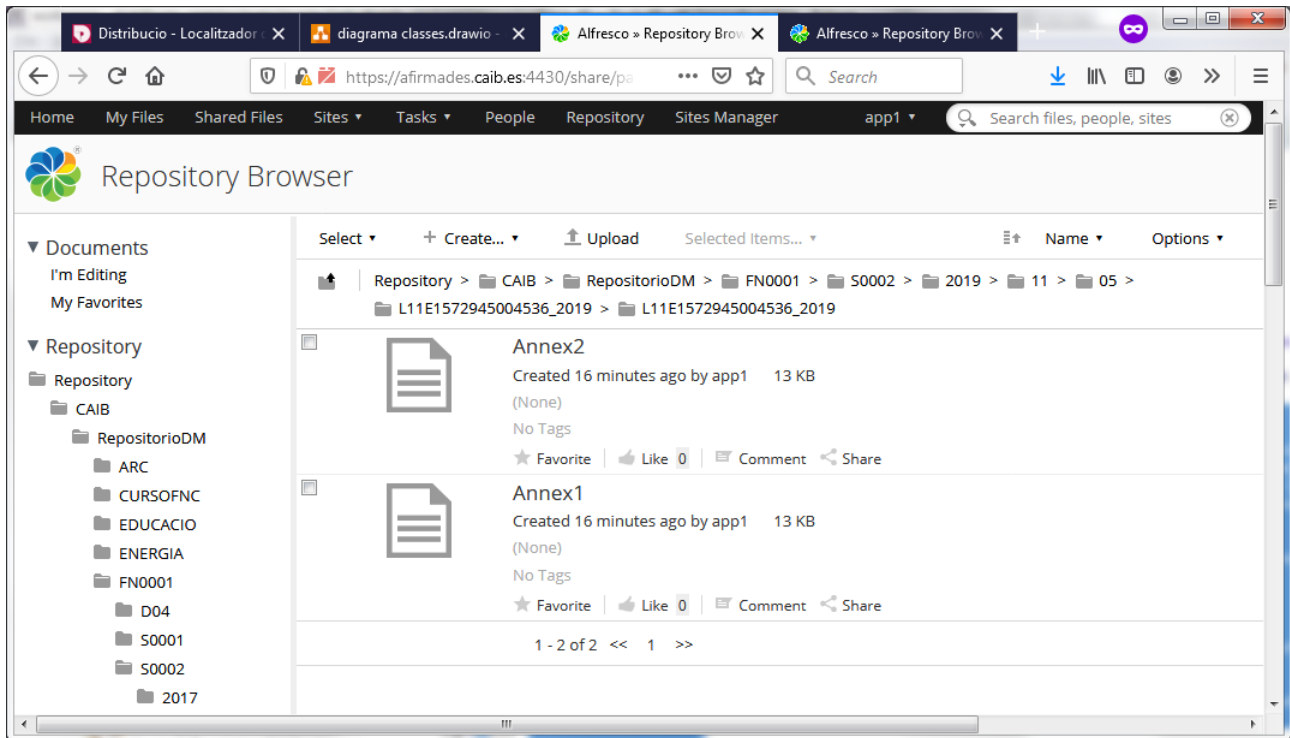 Distribucio - Localitzador
diagrama classes.drawio -
Alfresco » Repository Brow
Alfresco » Repository Brow
https://afirmades.caib.es:4430/share/pa
Search
Home My Files Shared Files Sites Tasks People Repository Sites Manager app1 Search files, people, sites
Repository Browser
Documents
I'm Editing
My Favorites
Repository
Repository
CAIB
RepositorioDM
ARC
CURSOFNC
EDUCACIO
ENERGIA
FN0001
D04
S0001
S0002
2017
Select + Create... Upload Selected Items... Name Options
Repository > CAIB > RepositorioDM > FN0001 > S0002 > 2019 > 11 > 05 >
L11E1572945004536_2019 > L11E1572945004536_2019
Annex2
Created 16 minutes ago by app1 13 KB
(None)
No Tags
Favorite Like 0 Comment Share
Annex1
Created 16 minutes ago by app1 13 KB
(None)
No Tags
Favorite Like 0 Comment Share
1 - 2 of 2 << 1 >>